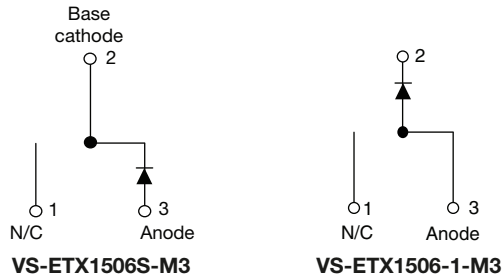 Base
cathode
2
1
3
N/C
Anode
VS-ETX1506S-M3
2
1
3
N/C
Anode
VS-ETX1506-1-M3